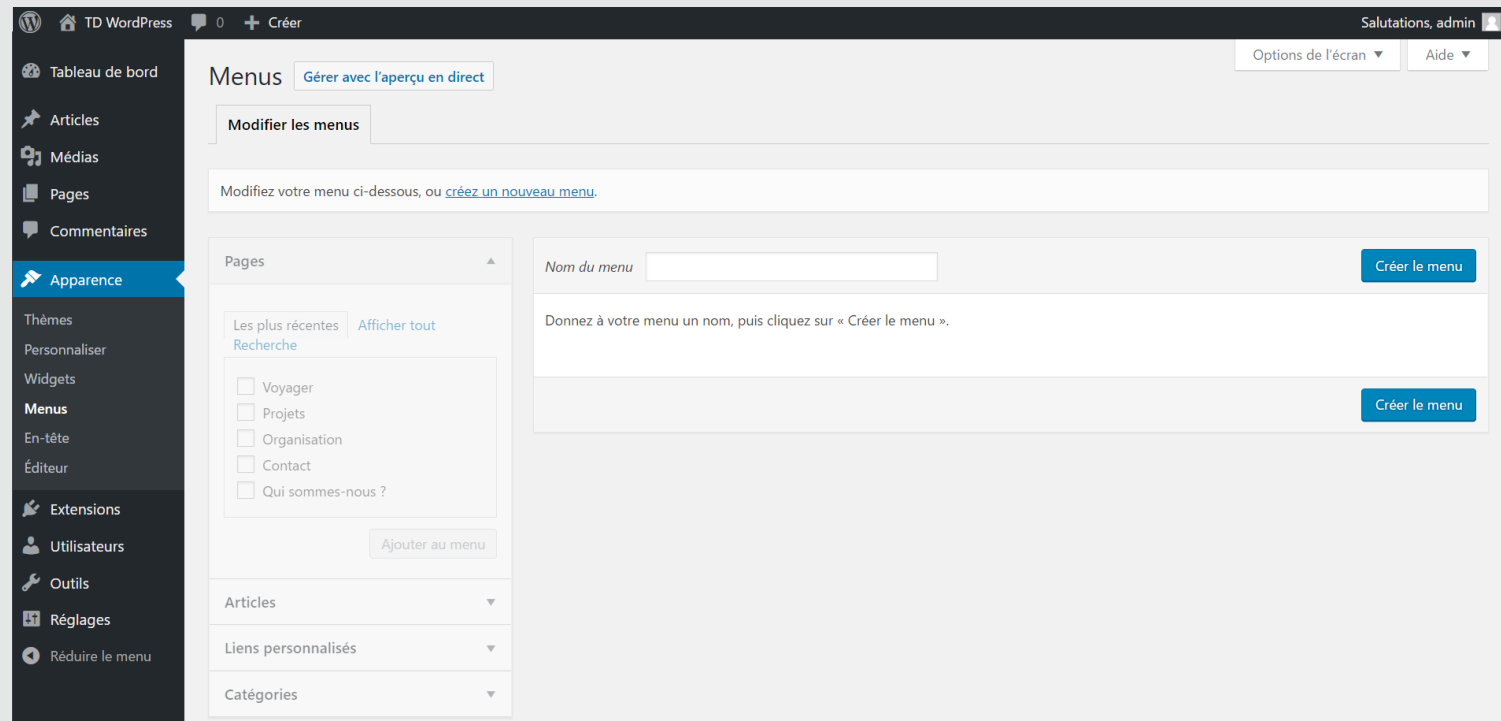 TD WordPress 0 Créer Salutations, admin
Options de l'écran Aide
Tableau de bord
Articles
Médias
Pages
Commentaires
Apparence
Thèmes
Personnaliser
Widgets
Menus
En-tête
Éditeur
Extensions
Utilisateurs
Outils
Réglages
Réduire le menu
Menus Gérer avec l'aperçu en direct
Modifier les menus
Modifiez votre menu ci-dessous, ou créez un nouveau menu.
Pages
Les plus récentes Afficher tout
Recherche
Voyager
Projets
Organisation
Contact
Qui sommes-nous ?
Ajouter au menu
Articles
Liens personnalisés
Catégories
Nom du menu Créer le menu
Donnez à votre menu un nom, puis cliquez sur « Créer le menu ».
Créer le menu